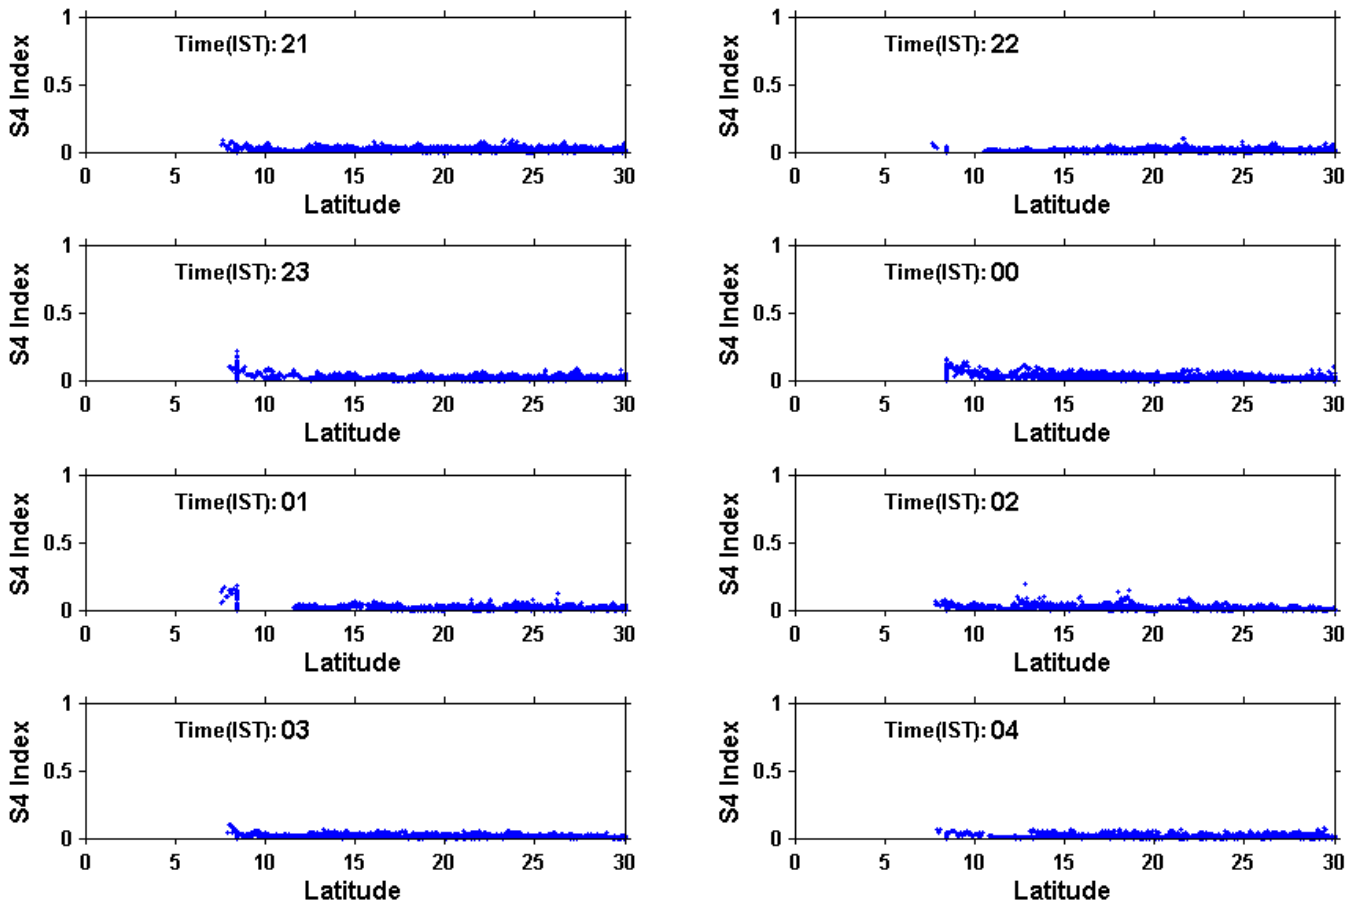 1
Time(IST): 21
0.5
0
S4 Index
0 5 10 15 20 25 30
Latitude
1
Time(IST): 22
0.5
0
S4 Index
0 5 10 15 20 25 30
Latitude
1
Time(IST): 23
0.5
0
S4 Index
0 5 10 15 20 25 30
Latitude
1
Time(IST): 00
0.5
0
S4 Index
0 5 10 15 20 25 30
Latitude
1
Time(IST): 01
0.5
0
S4 Index
0 5 10 15 20 25 30
Latitude
1
Time(IST): 02
0.5
0
S4 Index
0 5 10 15 20 25 30
Latitude
1
Time(IST): 03
0.5
0
S4 Index
0 5 10 15 20 25 30
Latitude
1
Time(IST): 04
0.5
0
S4 Index
0 5 10 15 20 25 30
Latitude